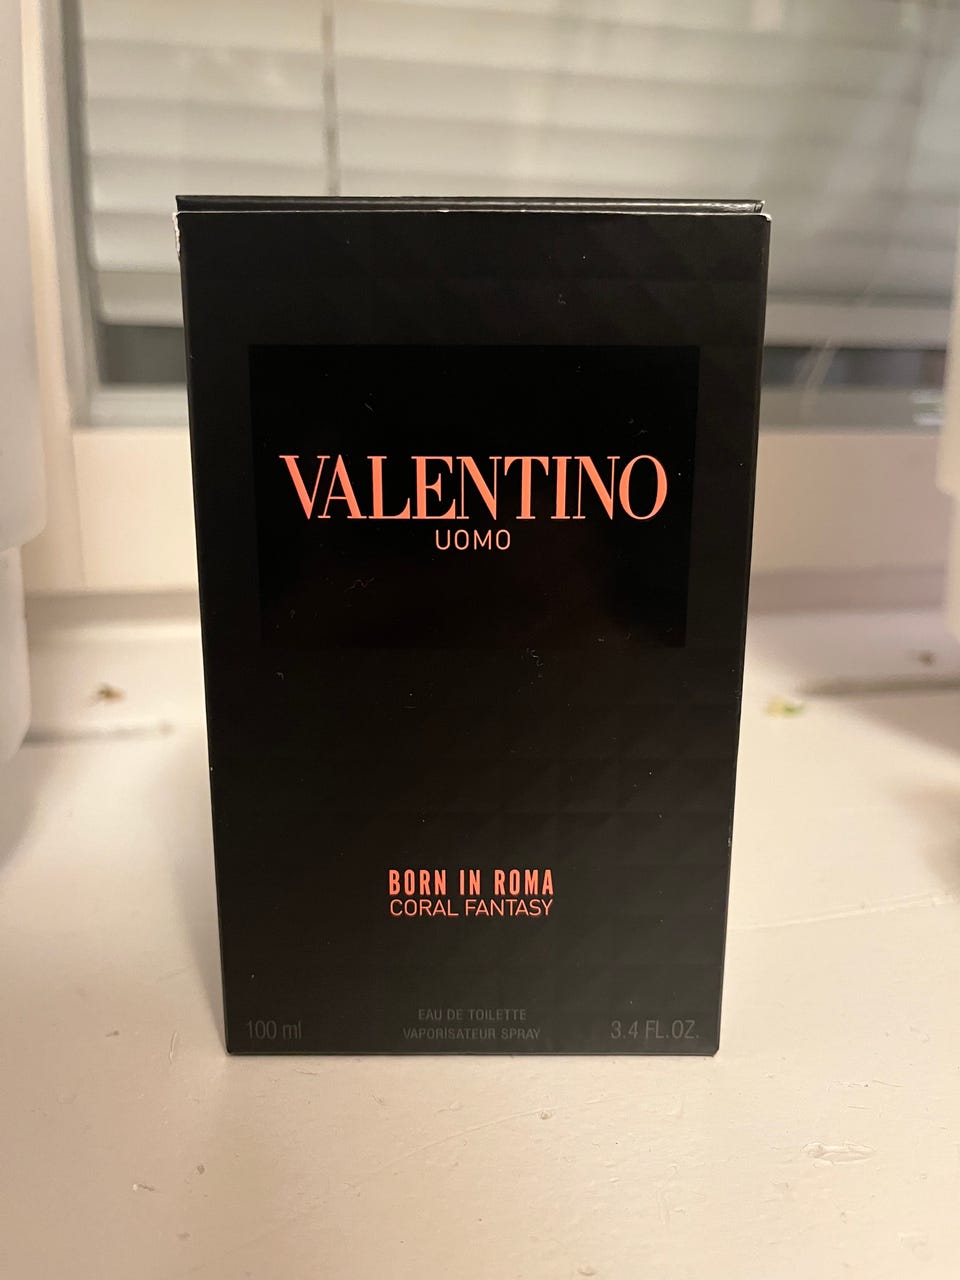 VALENTINO
UOMO
BORN IN ROMA
CORAL FANTASY
EAU DE TOILETTE
100 ml VAPORISATEUR SPRAY 3.4 FL.OZ.